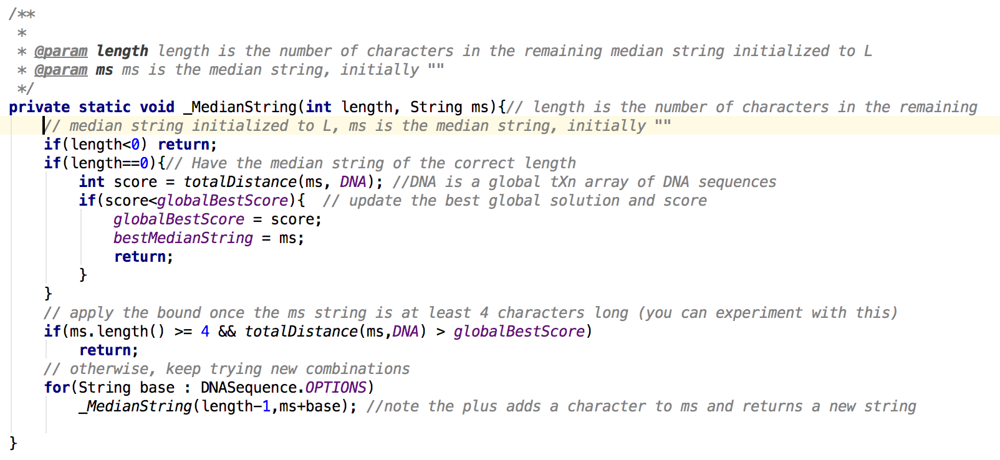 /**
 *
 * @param length length is the number of characters in the remaining median string initialized to L
 * @param ms ms is the median string, initially ""
 */
private static void _MedianString(int length, String ms){// length is the number of characters in the remaining
    // median string initialized to L, ms is the median string, initially ""
    if(length<0) return;
    if(length==0){// Have the median string of the correct length
        int score = totalDistance(ms, DNA); //DNA is a global tXn array of DNA sequences
        if(score<globalBestScore){  // update the best global solution and score
            globalBestScore = score;
            bestMedianString = ms;
            return;
        }
    }
    // apply the bound once the ms string is at least 4 characters long (you can experiment with this)
    if(ms.length() >= 4 && totalDistance(ms,DNA) > globalBestScore)
        return;
    // otherwise, keep trying new combinations
    for(String base : DNASequence.OPTIONS)
        _MedianString(length-1,ms+base); //note the plus adds a character to ms and returns a new string
}